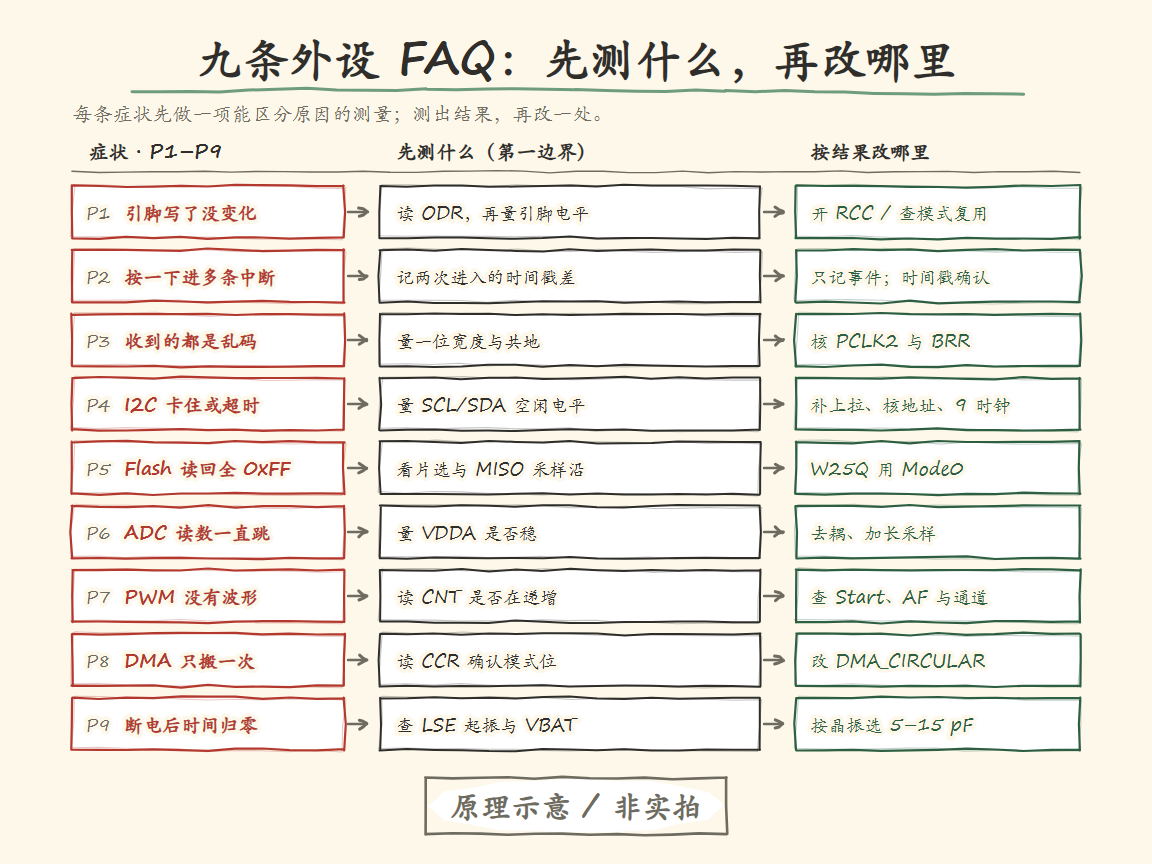 九条外设 FAQ：先测什么，再改哪里
每条症状先做一项能区分原因的测量；测出结果，再改一处。
症状 · P1—P9 先测什么（第一边界） 按结果改哪里
P1 引脚写了没变化 读 ODR，再量引脚电平 开 RCC / 查模式复用
P2 按一下进多条中断 记两次进入的时间戳差 只记事件；时间戳确认
P3 收到的都是乱码 量一位宽度与共地 核 PCLK2 与 BRR
P4 I2C 卡住或超时 量 SCL/SDA 空闲电平 补上拉、核地址、9 时钟
P5 Flash 读回全 0XFF 看片选与 MISO 采样沿 W25Q 用 Mode0
P6 ADC 读数一直跳 量 VDDA 是否稳 去耦、加长采样
P7 PWM 没有波形 读 CNT 是否在递增 查 Start、AF 与通道
P8 DMA 只搬一次 读 CCR 确认模式位 改 DMA_CIRCULAR
P9 断电后时间归零 查 LSE 起振与 VBAT 按晶振选 5—15 pF
原理示意 / 非实拍